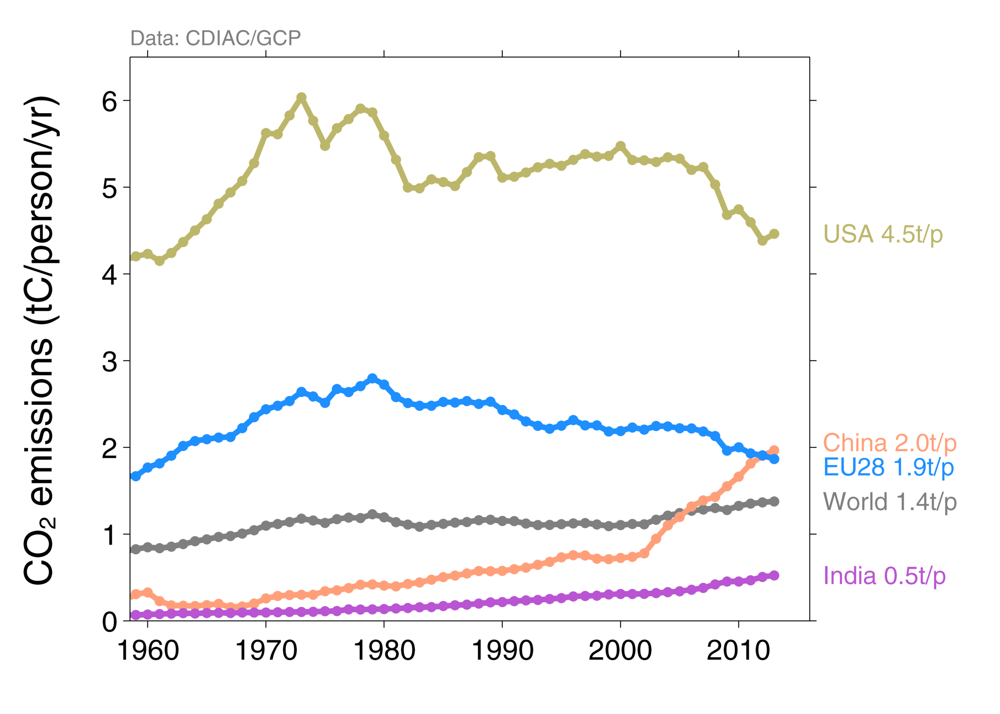 Data: CDIAC/GCP
CO₂ emissions (tC/person/yr)
6
5
4
3
2
1
0
1960 1970 1980 1990 2000 2010
USA 4.5t/p
China 2.0t/p
EU28 1.9t/p
World 1.4t/p
India 0.5t/p